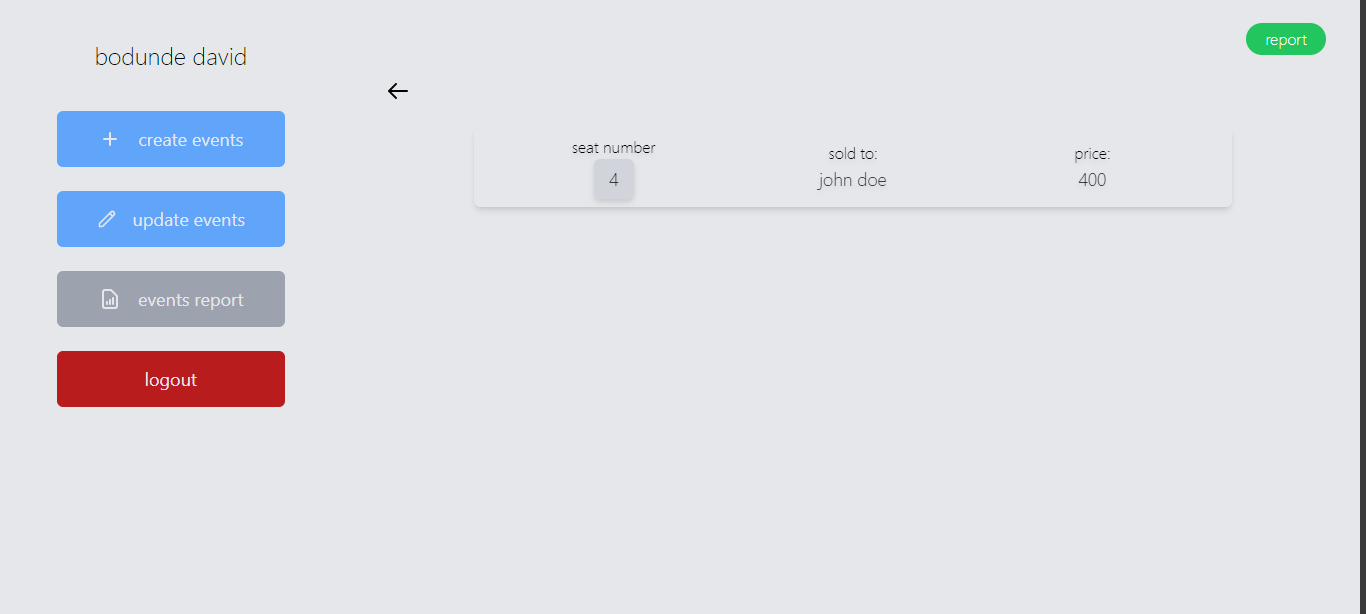 bodunde david
create events
update events
events report
logout
report
seat number
4
sold to:
john doe
price:
400